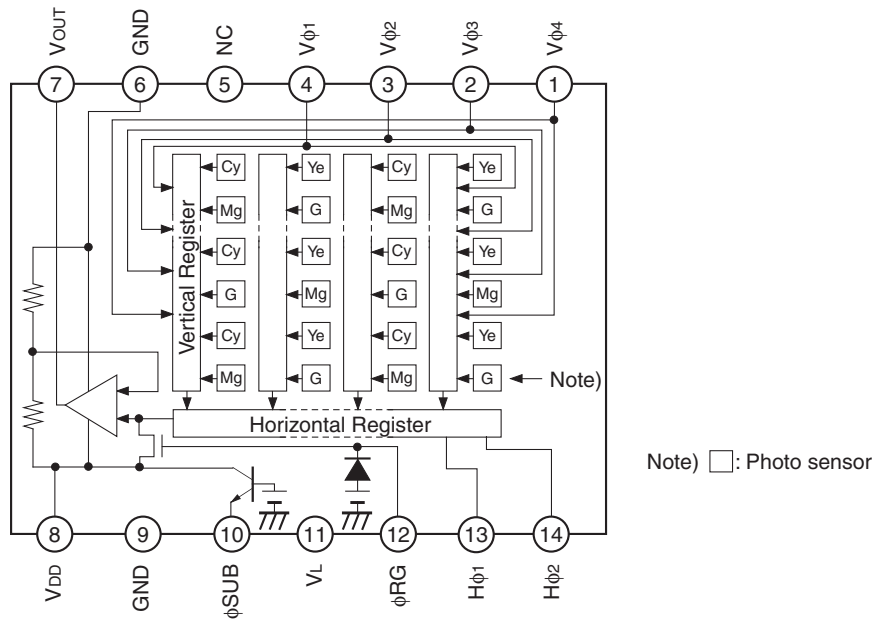 VOUT GND NC Vϕ1 Vϕ2 Vϕ3 Vϕ4
7 6 5 4 3 2 1
Vertical Register
Cy Ye Cy Ye
Mg G Mg G
Cy Ye Cy Ye
G Mg G Mg
Cy Ye Cy Ye
Mg G Mg G Note)
Horizontal Register
Note) : Photo sensor
8 9 10 11 12 13 14
VDD GND ϕSUB VL ϕRG Hϕ1 Hϕ2